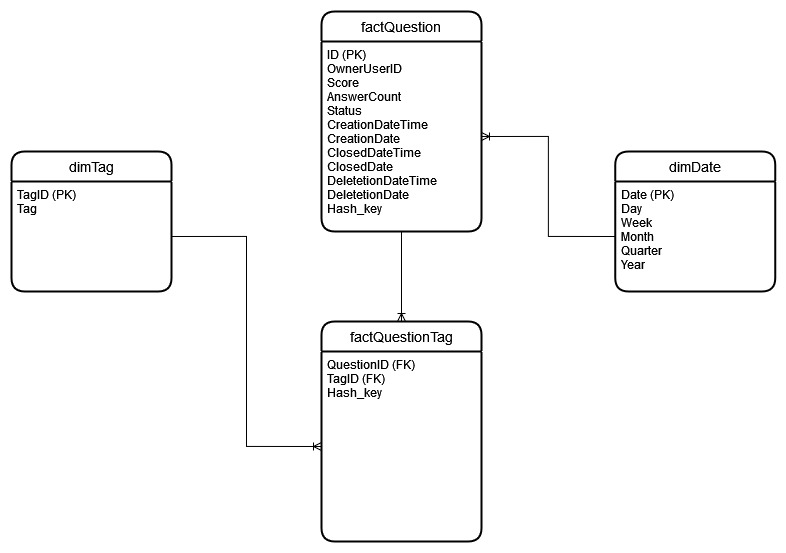 factQuestion
ID (PK)
OwnerUserID
Score
AnswerCount
Status
CreationDateTime
CreationDate
ClosedDateTime
ClosedDate
DeletetionDateTime
DeletetionDate
Hash_key
dimTag
TagID (PK)
Tag
dimDate
Date (PK)
Day
Week
Month
Quarter
Year
factQuestionTag
QuestionID (FK)
TagID (FK)
Hash_key